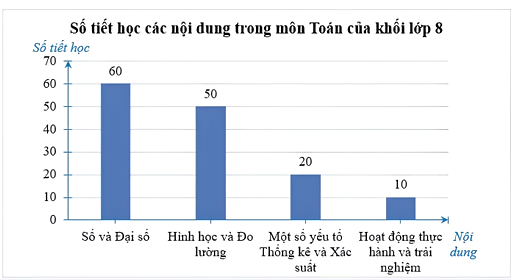 Số tiết học các nội dung trong môn Toán của khối lớp 8
Số tiết học
70
60
50
40
30
20
10
0
60
50
20
10
Số và Đại số
Hình học và Đo
lường
Một số yếu tố
Thống kê và Xác
suất
Hoạt động thực
hành và trải
nghiệm
Nội
dung